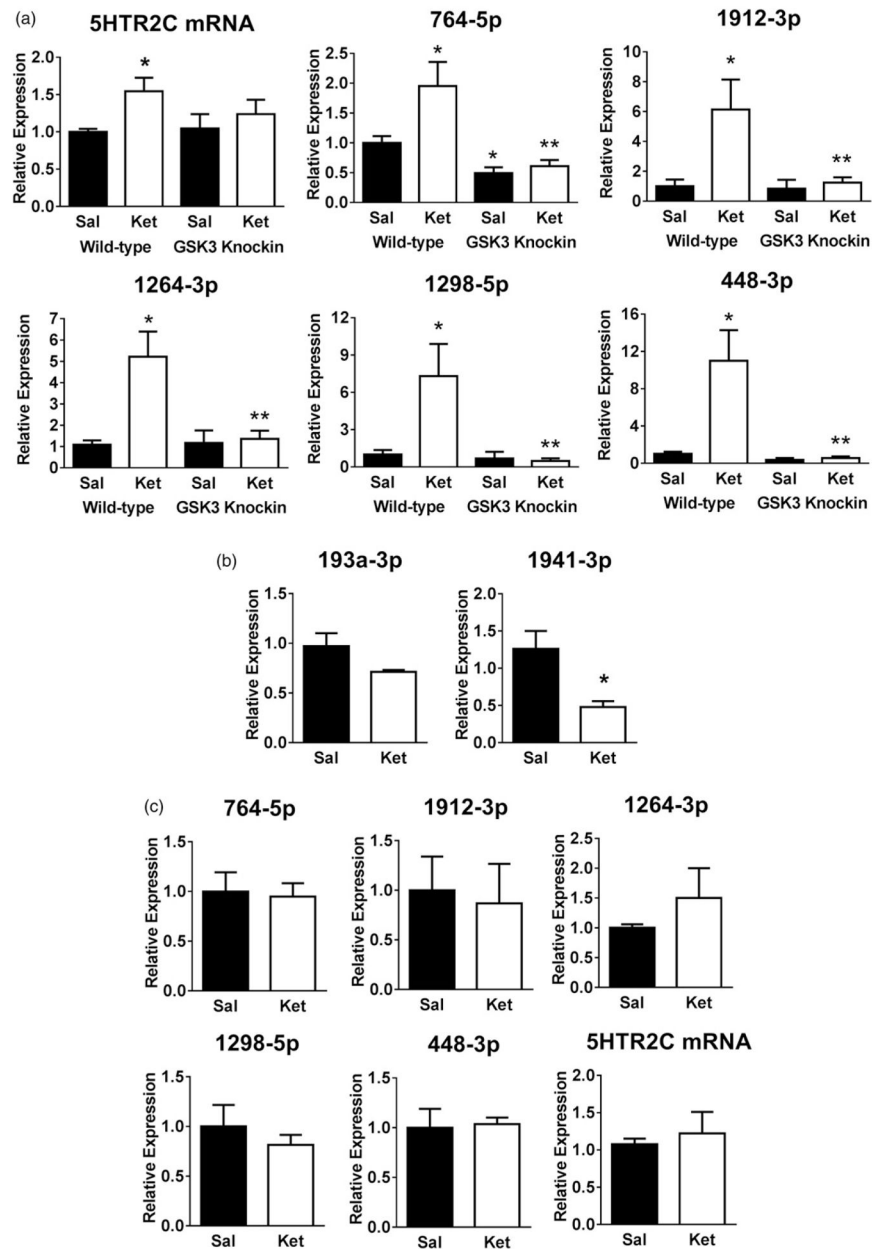 (a)
5HTR2C mRNA
Relative Expression
2.0
1.5
1.0
0.5
0.0
*
Sal Ket Sal Ket
Wild-type GSK3 Knockin
764-5p
Relative Expression
2.5
2.0
1.5
1.0
0.5
0.0
*
*
**
Sal Ket Sal Ket
Wild-type GSK3 Knockin
1912-3p
Relative Expression
10
8
6
4
2
0
*
**
Sal Ket Sal Ket
Wild-type GSK3 Knockin
1264-3p
Relative Expression
7
6
5
4
3
2
1
0
*
**
Sal Ket Sal Ket
Wild-type GSK3 Knockin
1298-5p
Relative Expression
12
9
6
3
0
*
**
Sal Ket Sal Ket
Wild-type GSK3 Knockin
448-3p
Relative Expression
16
12
8
4
0
*
**
Sal Ket Sal Ket
Wild-type GSK3 Knockin
(b)
193a-3p
Relative Expression
1.5
1.0
0.5
0.0
Sal Ket
1941-3p
Relative Expression
2.0
1.5
1.0
0.5
0.0
*
Sal Ket
(c)
764-5p
Relative Expression
1.5
1.0
0.5
0.0
Sal Ket
1912-3p
Relative Expression
1.5
1.0
0.5
0.0
Sal Ket
1264-3p
Relative Expression
2.5
2.0
1.5
1.0
0.5
0.0
Sal Ket
1298-5p
Relative Expression
1.5
1.0
0.5
0.0
Sal Ket
448-3p
Relative Expression
1.5
1.0
0.5
0.0
Sal Ket
5HTR2C mRNA
Relative Expression
2.0
1.5
1.0
0.5
0.0
Sal Ket